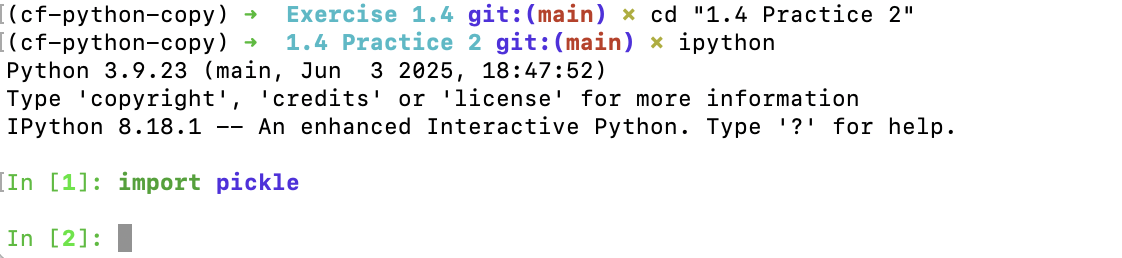 [(cf-python-copy) → Exercise 1.4 git:(main) × cd "1.4 Practice 2"
[(cf-python-copy) → 1.4 Practice 2 git:(main) × ipython
Python 3.9.23 (main, Jun  3 2025, 18:47:52)
Type 'copyright', 'credits' or 'license' for more information
IPython 8.18.1 -- An enhanced Interactive Python. Type '?' for help.
[In [1]: import pickle
In [2]: